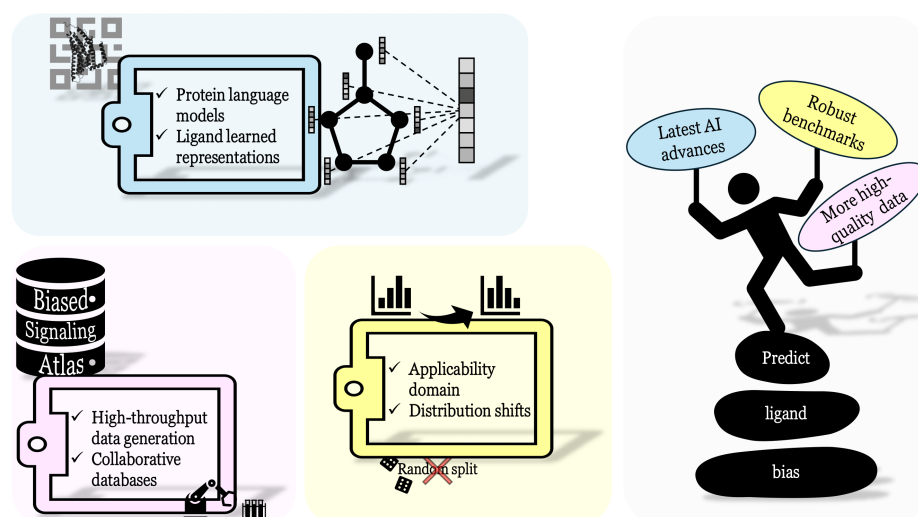 Protein language
models
Ligand learned
representations
Biased
Signaling
Atlas
High-throughput
data generation
Collaborative
databases
Applicability
domain
Distribution shifts
Random split
Latest AI
advances
Robust
benchmarks
More high-
quality data
Predict
ligand
bias